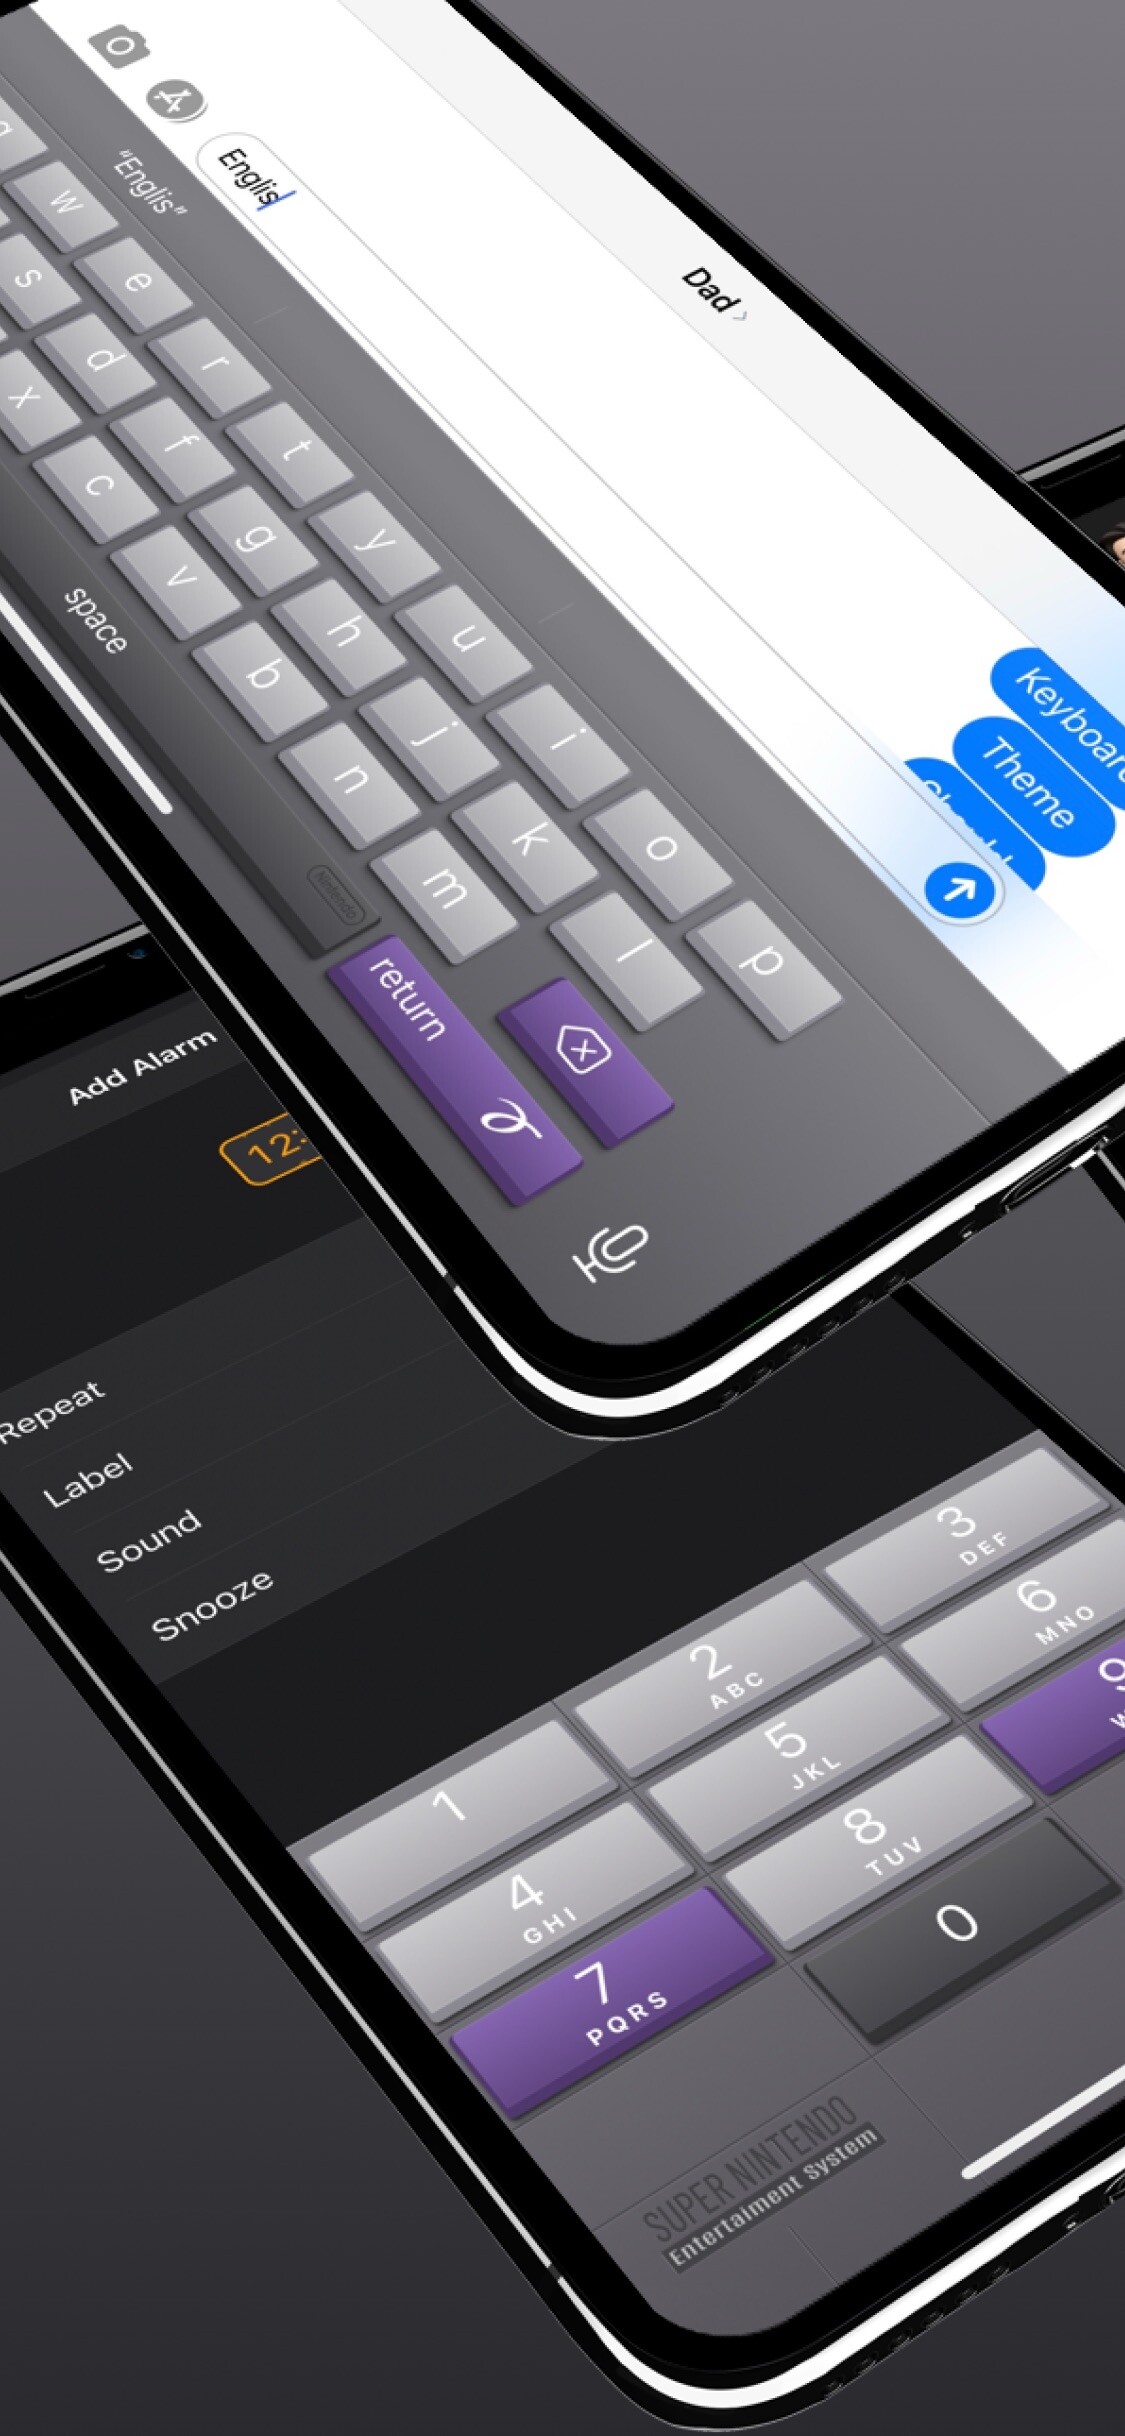 Dad
Keyboard
Theme
Englis
"Englis"
w e r t y u i o p
s d f g h j k l
x c v b n m
space
return
Nintendo
Add Alarm
12:
Repeat
Label
Sound
Snooze
1
2
ABC
3
DEF
4
GHI
5
JKL
6
MNO
7
PQRS
8
TUV
9
W
0
SUPER NINTENDO
Entertaiment System